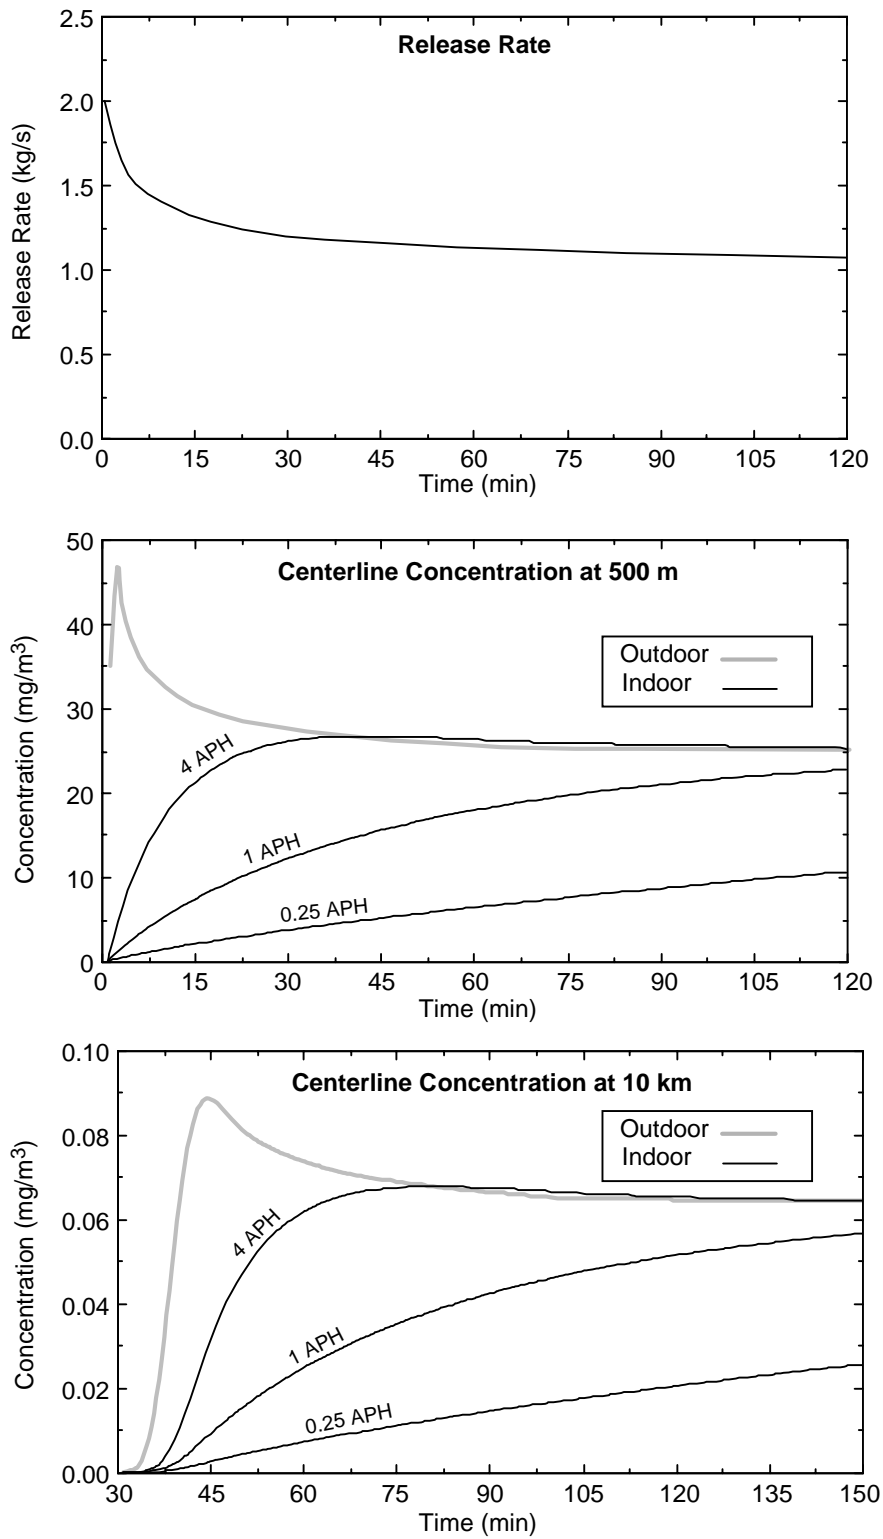 Release Rate
Release Rate (kg/s)
2.5
2.0
1.5
1.0
0.5
0.0
0 15 30 45 60 75 90 105 120
Time (min)
Centerline Concentration at 500 m
Concentration (mg/m³)
50
40
30
20
10
0
Outdoor
Indoor
4 APH
1 APH
0.25 APH
0 15 30 45 60 75 90 105 120
Time (min)
Centerline Concentration at 10 km
Concentration (mg/m³)
0.10
0.08
0.06
0.04
0.02
0.00
Outdoor
Indoor
4 APH
1 APH
0.25 APH
30 45 60 75 90 105 120 135 150
Time (min)